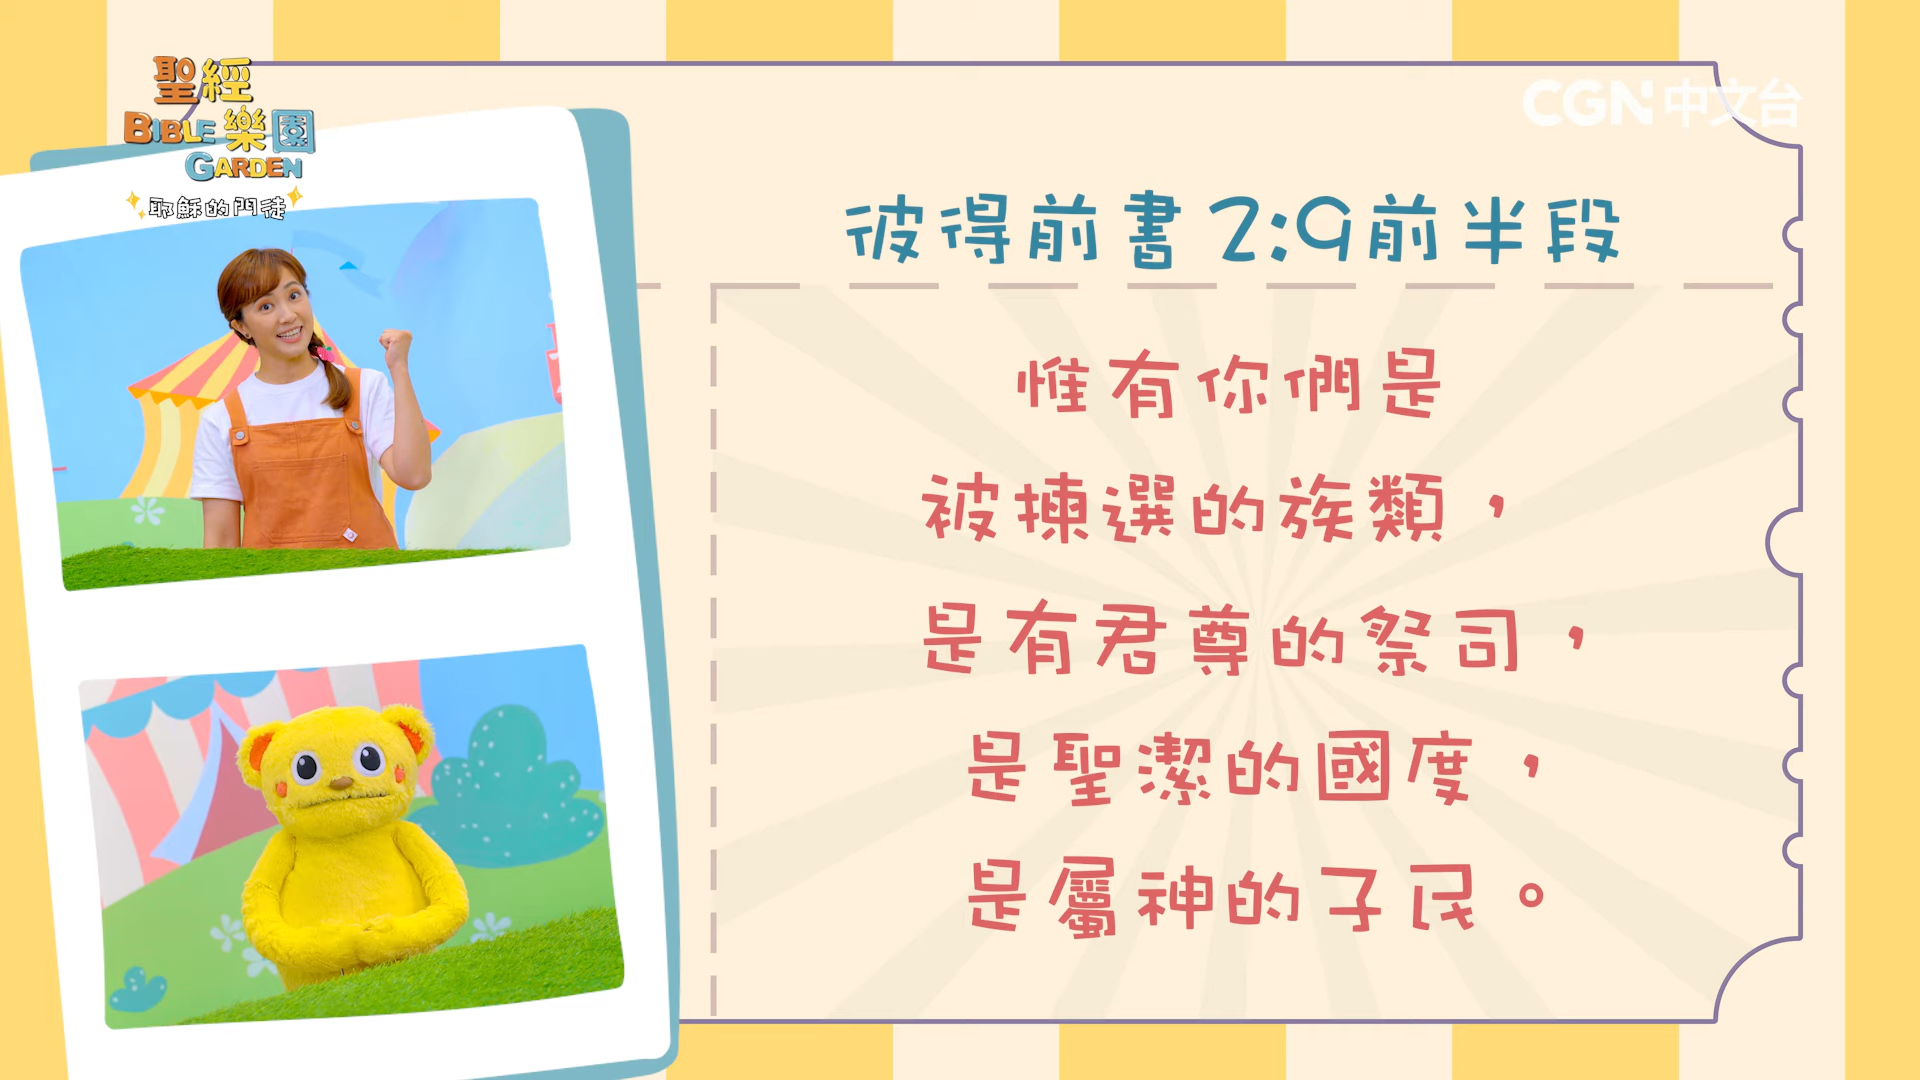 聖經
BIBLE 樂園
GARDEN
耶穌的門徒
CGN 中文台
彼得前書 2:9前半段
惟有你們是
被揀選的族類，
是有君尊的祭司，
是聖潔的國度，
是屬神的子民。